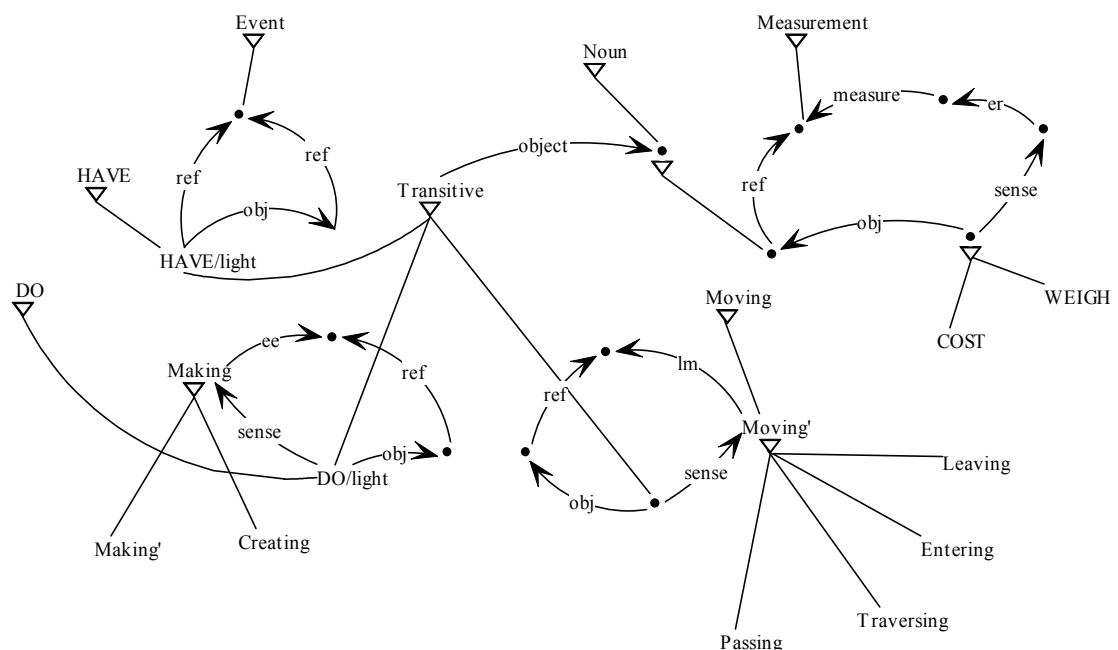 Event
Measurement
Noun
measure
er
object
ref
HAVE
ref
Transitive
ref
sense
obj
obj
HAVE/light
DO
Moving
WEIGH
COST
ee
Making
ref
lm
ref
sense
Moving'
obj
DO/light
sense
Leaving
obj
Making'
Creating
Entering
Traversing
Passing